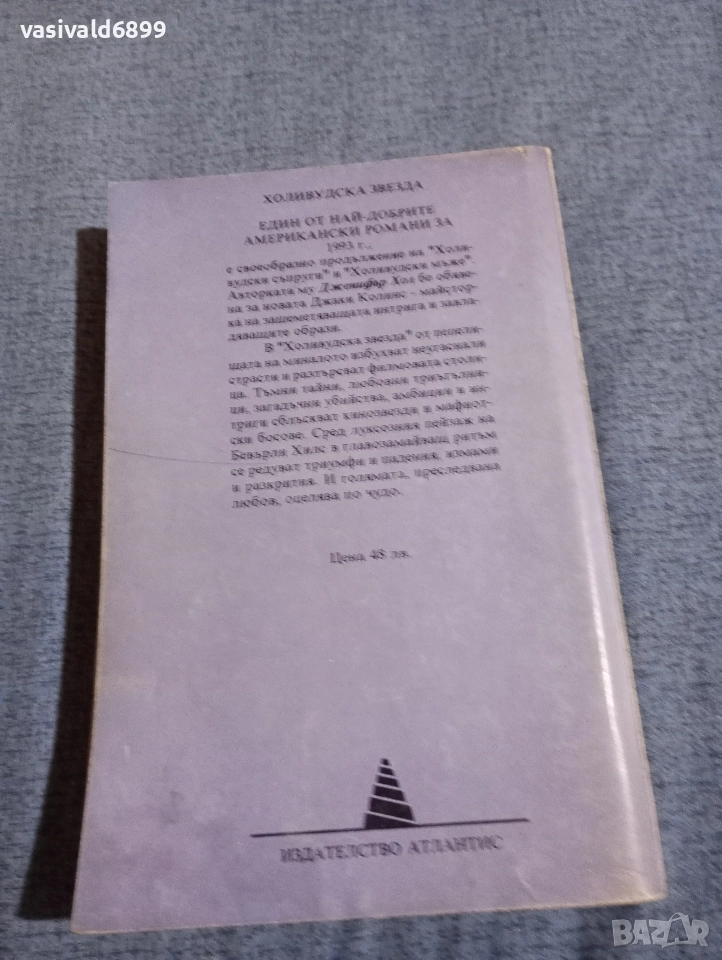 vasivald6899
ХОЛИВУДСКА ЗВЕЗДА
ЕДИН ОТ НАЙ-ДОБРИТЕ
АМЕРИКАНСКИ РОМАНИ ЗА
1993 г.,
е своеобразно продължение на "Холи-
вудски съпруги" и "Холивудски мъже".
Авторката му Дженифър Хол бе обяве-
на за новата Джаки Колинс - майстор-
ка на зашеметяващата интрига и завла-
дяващите образи.
В "Холивудска звезда" от пепели-
щата на миналото избухват неугаснали
страсти и разтърсват филмовата столи-
ца. Тъмни тайни, любовни триъгълни-
ци, загадъчни убийства, амбиции и ин-
триги сблъскват кинозвезди и мафиот-
ски босове. Сред луксозния пейзаж на
Бевърли Хилс в главозамайващ ритъм
се редуват триумфи и падения, измами
и разкрития. И голямата, преследвана
любов, оцелява по чудо.
Цена 48 лв.
ИЗДАТЕЛСТВО АТЛАНТИС
BAZAR